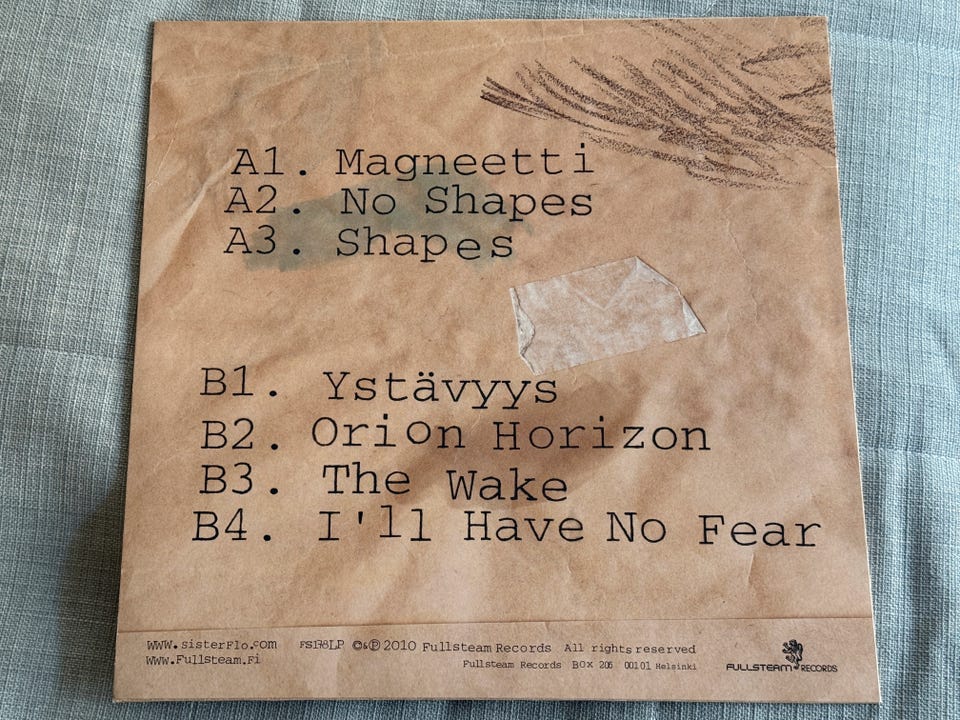 A1. Magneetti
A2. No Shapes
A3. Shapes
B1. Ystävyys
B2. Orion Horizon
B3. The Wake
B4. I'll Have No Fear
www.sisterflo.com FS178LP ©&℗ 2010 Fullsteam Records All rights reserved
www.Fullsteam.Fi Fullsteam Records BOX 206 00101 Helsinki
FULLSTEAM RECORDS